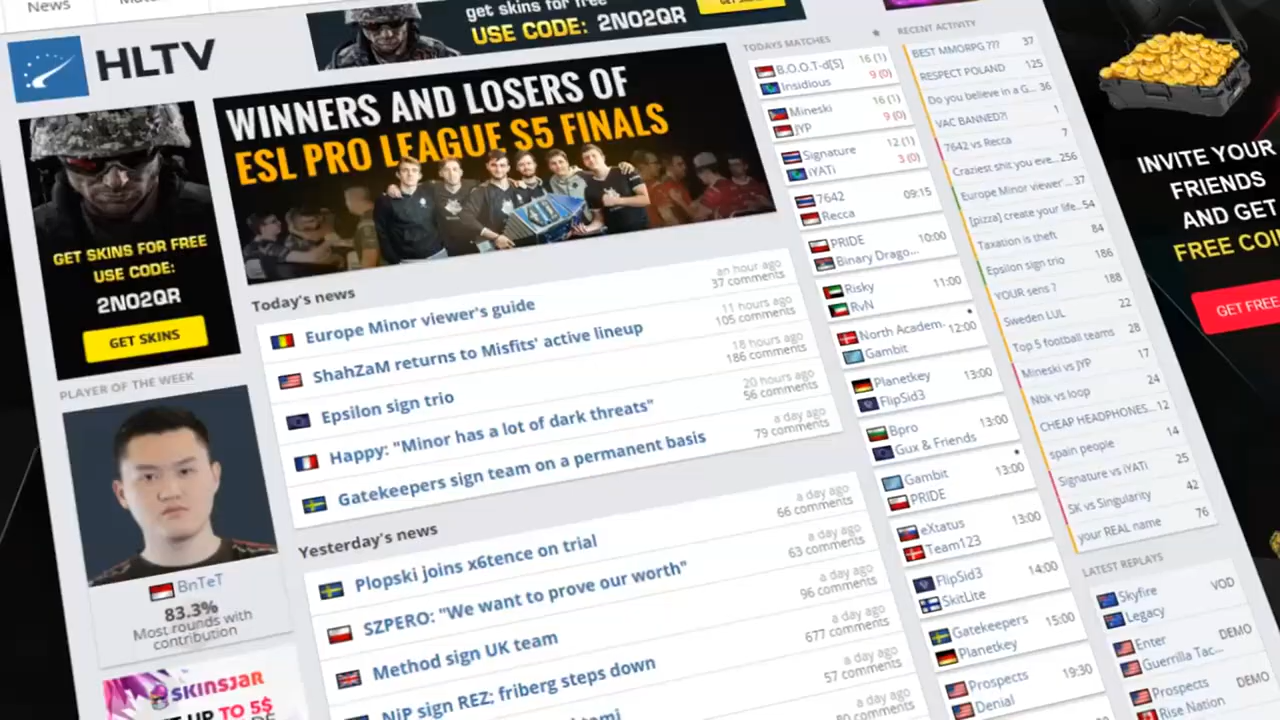 News
HLTV
get skins for free
USE CODE: 2NO2QR
GET SKINS FOR FREE
USE CODE:
2NO2QR
GET SKINS
PLAYER OF THE WEEK
BnTeT
83.3%
Most rounds with
contribution
SKINSJAR
UP TO 5$
WINNERS AND LOSERS OF
ESL PRO LEAGUE S5 FINALS
Today's news
Europe Minor viewer's guide
an hour ago
37 comments
ShahZaM returns to Misfits' active lineup
11 hours ago
105 comments
Epsilon sign trio
18 hours ago
186 comments
Happy: "Minor has a lot of dark threats"
20 hours ago
56 comments
Gatekeepers sign team on a permanent basis
a day ago
79 comments
Yesterday's news
Plopski joins x6tence on trial
a day ago
66 comments
SZPERO: "We want to prove our worth"
a day ago
63 comments
Method sign UK team
a day ago
96 comments
NiP sign REZ; friberg steps down
a day ago
677 comments
a day ago
57 comments
a day ago
TODAYS MATCHES
B.O.O.T-d[S] 16 (1)
Insidious 9 (0)
Mineski 16 (1)
JYP 9 (0)
Signature 12 (1)
iYATi 3 (0)
7642 09:15
Recca
PRIDE 10:00
Binary Drago...
Risky 11:00
RvN
North Academ.. 12:00
Gambit
Planetkey 13:00
FlipSid3
Bpro 13:00
Gux & Friends
Gambit 13:00
PRIDE
eXtatus 13:00
Team123
FlipSid3 14:00
SkitLite
Gatekeepers 15:00
Planetkey
Prospects 19:30
Denial
RECENT ACTIVITY
BEST MMORPG ??? 37
RESPECT POLAND 125
Do you believe in a G... 36
VAC BANNED?! 1
7642 vs Recca 7
Craziest shit you eve... 256
Europe Minor viewer'... 37
[pizza] create your life... 54
Taxation is theft 84
Epsilon sign trio 186
YOUR sens ? 188
Sweden LUL 22
Top 5 football teams 28
Mineski vs JYP 17
Nbk vs loop 24
CHEAP HEADPHONES... 12
spain people 14
Signature vs iYATi 25
SK vs Singularity 42
your REAL name 76
LATEST REPLAYS
Skyfire VOD
Legacy
Enter DEMO
Guerrilla Tac...
Prospects DEMO
Rise Nation
INVITE YOUR
FRIENDS
AND GET
FREE
GET FREE